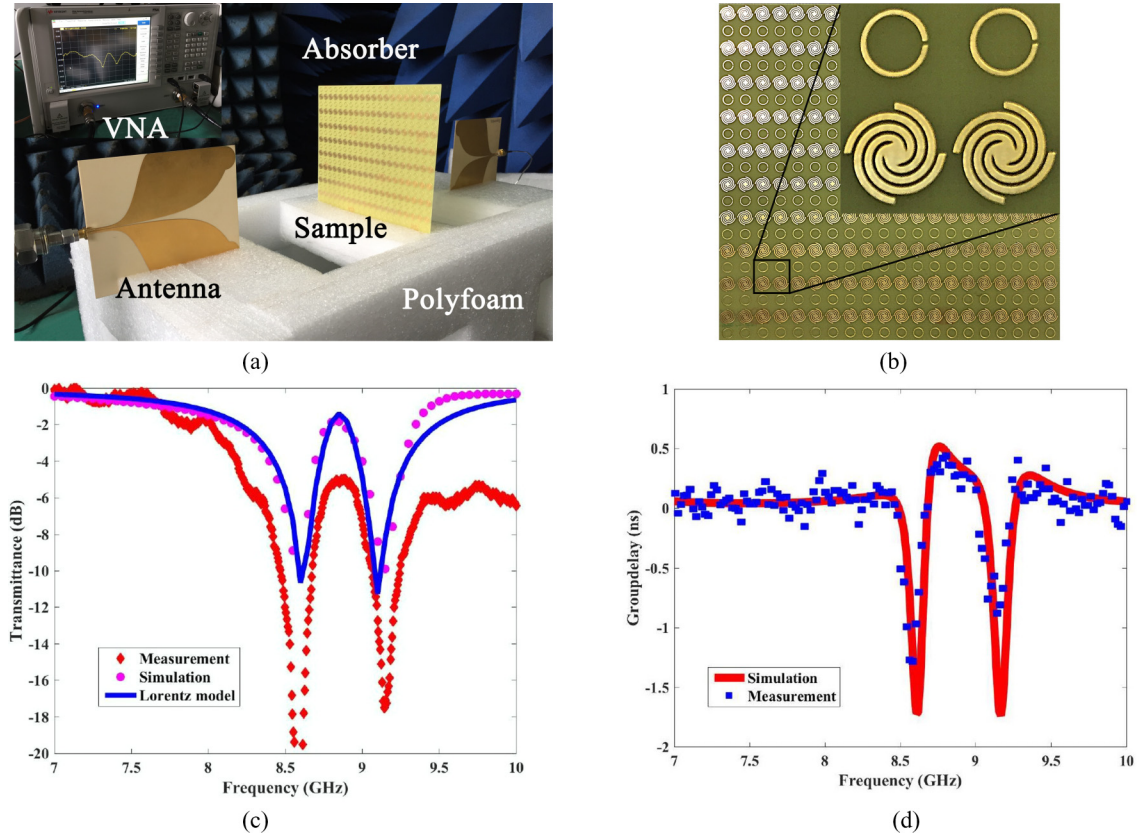 Absorber
VNA
Sample
Antenna
Polyfoam
(a)
(b)
0
-2
-4
-6
-8
-10
-12
-14
-16
-18
-20
Transmittance (dB)
Measurement
Simulation
Lorentz model
7 7.5 8 8.5 9 9.5 10
Frequency (GHz)
(c)
1
0.5
0
-0.5
-1
-1.5
-2
Groupdelay (ns)
Simulation
Measurement
7 7.5 8 8.5 9 9.5 10
Frequency (GHz)
(d)